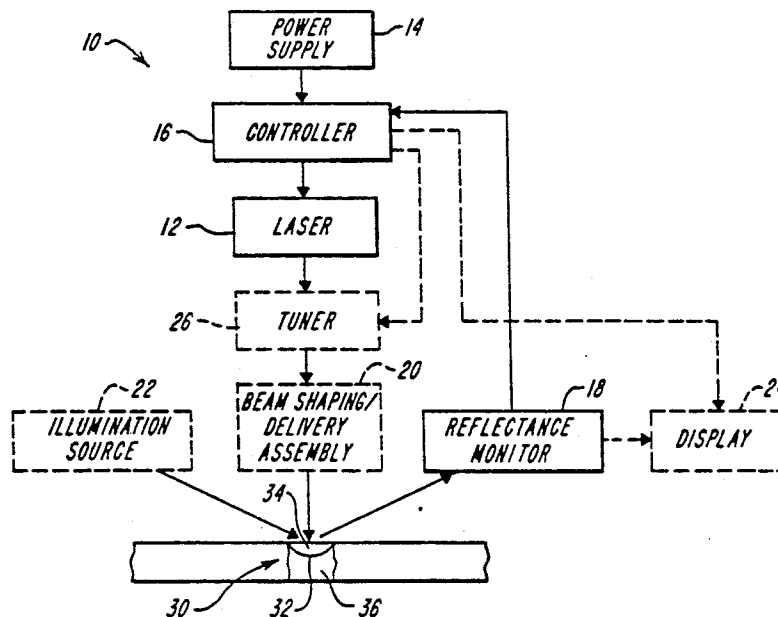 10
POWER
SUPPLY
14
16
CONTROLLER
12
LASER
26
TUNER
20
22
ILLUMINATION
SOURCE
BEAM SHAPING/
DELIVERY
ASSEMBLY
18
REFLECTANCE
MONITOR
DISPLAY
34
30
32
36